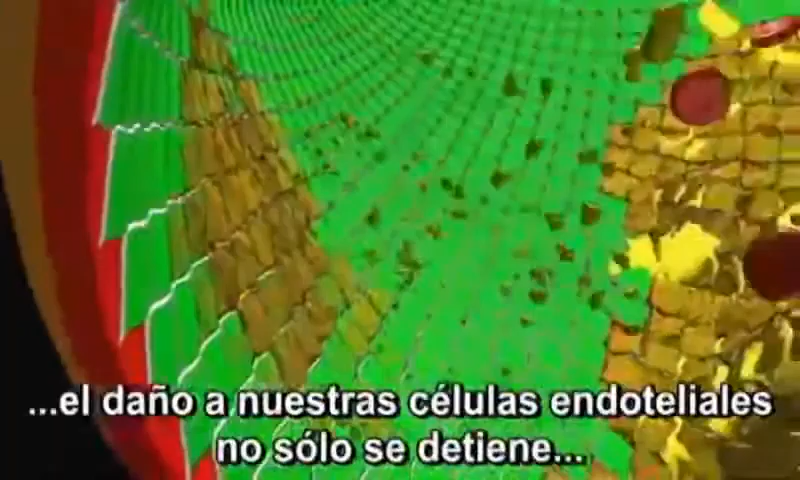 ...el daño a nuestras células endoteliales
no sólo se detiene...